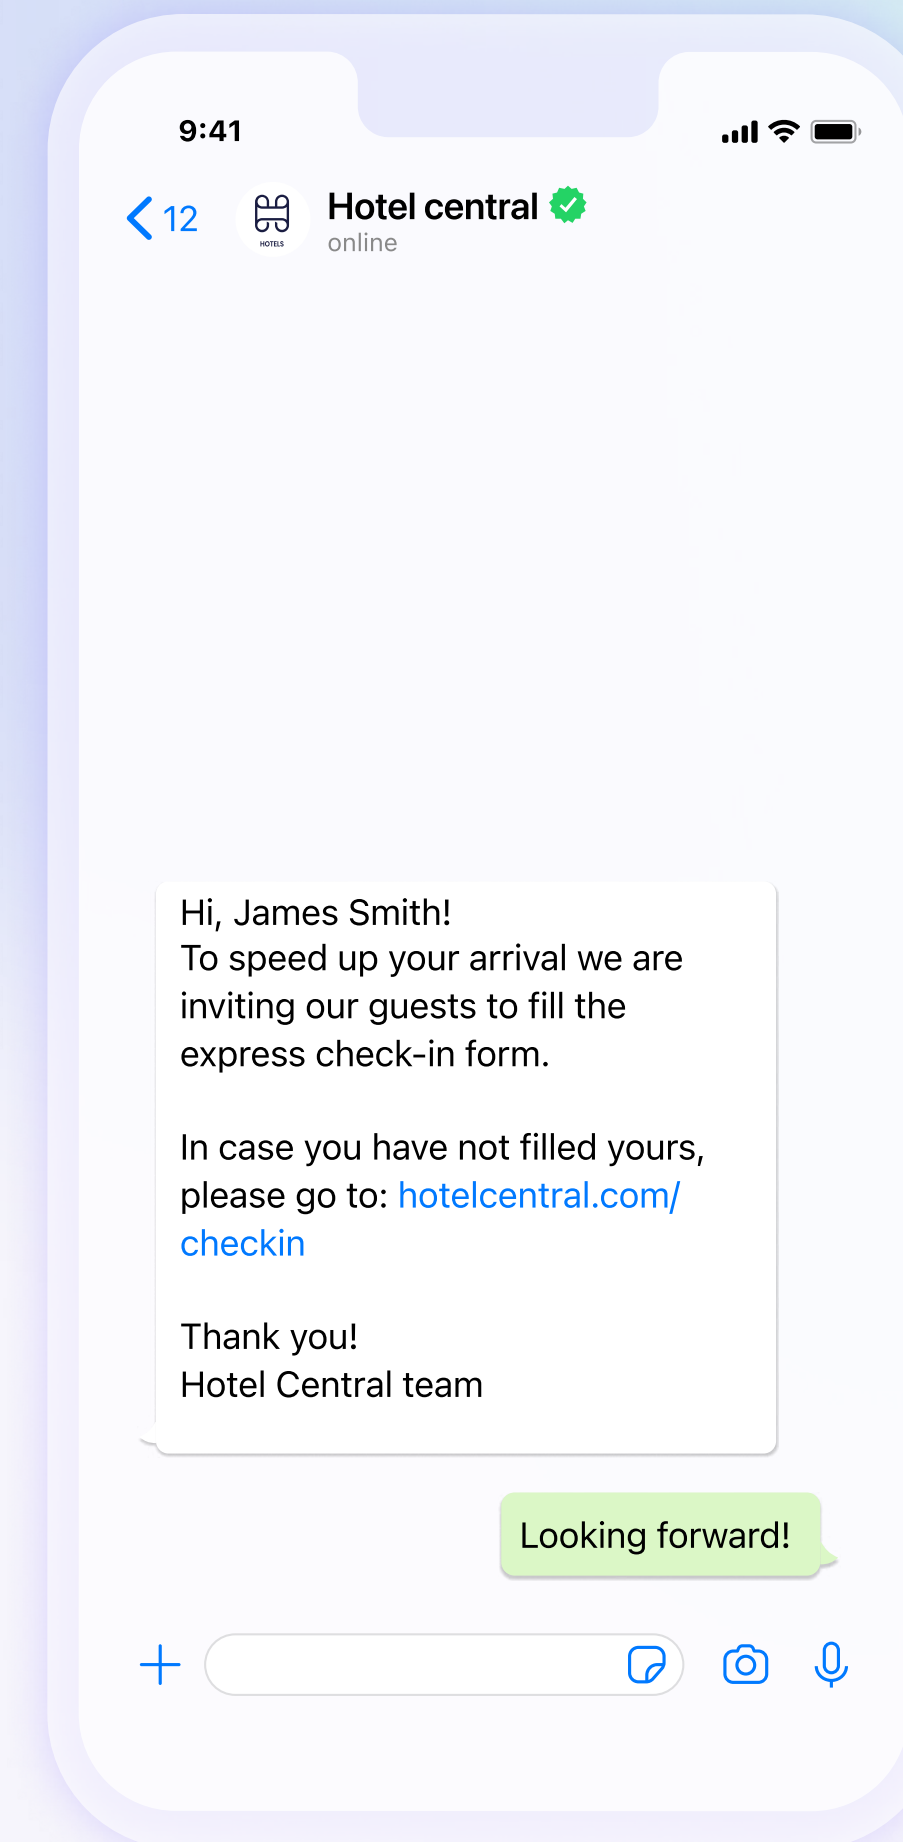 9:41
12
Hotel central
online
HOTELS
Hi, James Smith!
To speed up your arrival we are
inviting our guests to fill the
express check-in form.
In case you have not filled yours,
please go to: hotelcentral.com/
checkin
Thank you!
Hotel Central team
Looking forward!